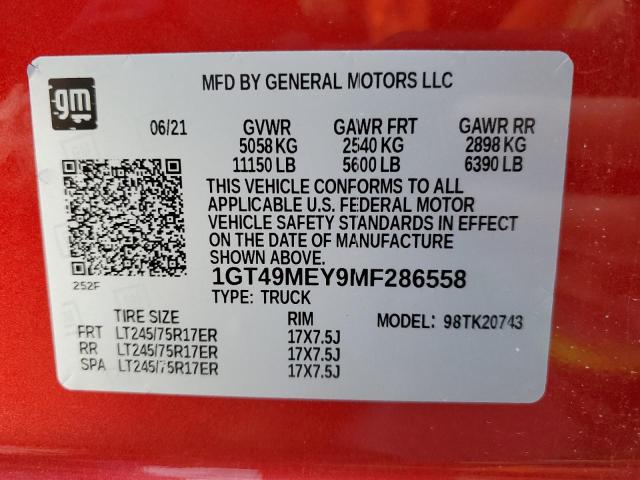 gm
MFD BY GENERAL MOTORS LLC
06/21 GVWR GAWR FRT GAWR RR
5058 KG 2540 KG 2898 KG
11150 LB 5600 LB 6390 LB
THIS VEHICLE CONFORMS TO ALL
APPLICABLE U.S. FEDERAL MOTOR
VEHICLE SAFETY STANDARDS IN EFFECT
ON THE DATE OF MANUFACTURE
SHOWN ABOVE.
252F
1GT49MEY9MF286558
TYPE: TRUCK
TIRE SIZE RIM MODEL: 98TK20743
FRT LT245/75R17ER 17X7.5J
RR LT245/75R17ER 17X7.5J
SPA LT245/75R17ER 17X7.5J